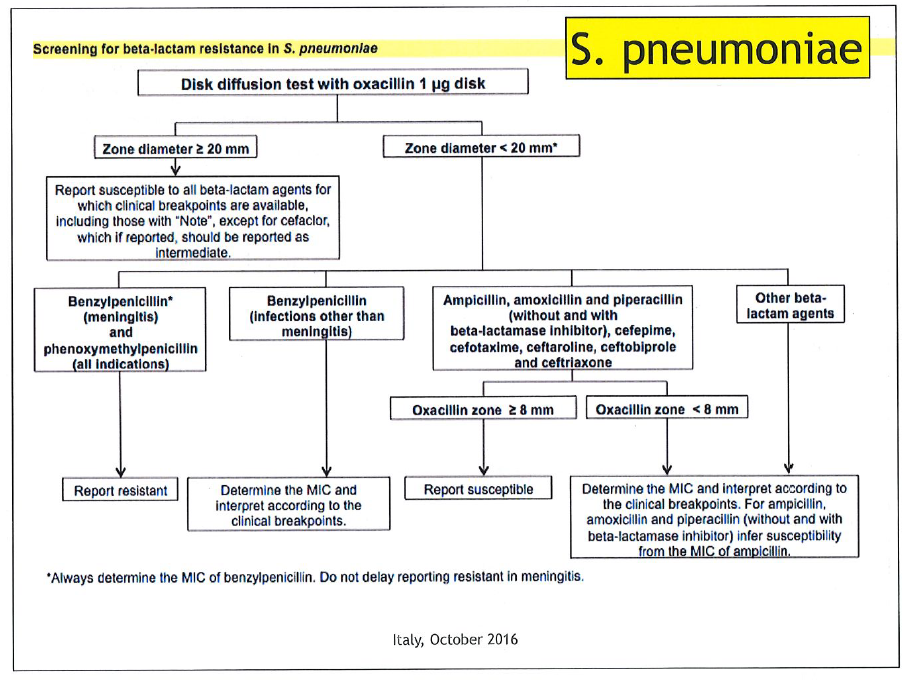 Screening for beta-lactam resistance in S. pneumoniae
S. pneumoniae
Disk diffusion test with oxacillin 1 µg disk
Zone diameter ≥ 20 mm
Zone diameter < 20 mm*
Report susceptible to all beta-lactam agents for
which clinical breakpoints are available,
including those with “Note”, except for cefaclor,
which if reported, should be reported as
intermediate.
Benzylpenicillin*
(meningitis)
and
phenoxymethylpenicillin
(all indications)
Benzylpenicillin
(infections other than
meningitis)
Ampicillin, amoxicillin and piperacillin
(without and with
beta-lactamase inhibitor), cefepime,
cefotaxime, ceftaroline, ceftobiprole
and ceftriaxone
Other beta-
lactam agents
Oxacillin zone ≥ 8 mm
Oxacillin zone < 8 mm
Report resistant
Determine the MIC and
interpret according to the
clinical breakpoints.
Report susceptible
Determine the MIC and interpret according to
the clinical breakpoints. For ampicillin,
amoxicillin and piperacillin (without and with
beta-lactamase inhibitor) infer susceptibility
from the MIC of ampicillin.
*Always determine the MIC of benzylpenicillin. Do not delay reporting resistant in meningitis.
Italy, October 2016